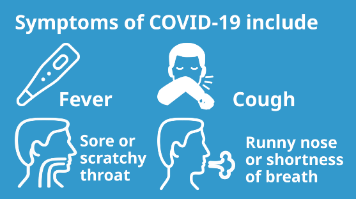 Symptoms of COVID-19 include
Fever
Cough
Sore or
scratchy
throat
Runny nose
or shortness
of breath